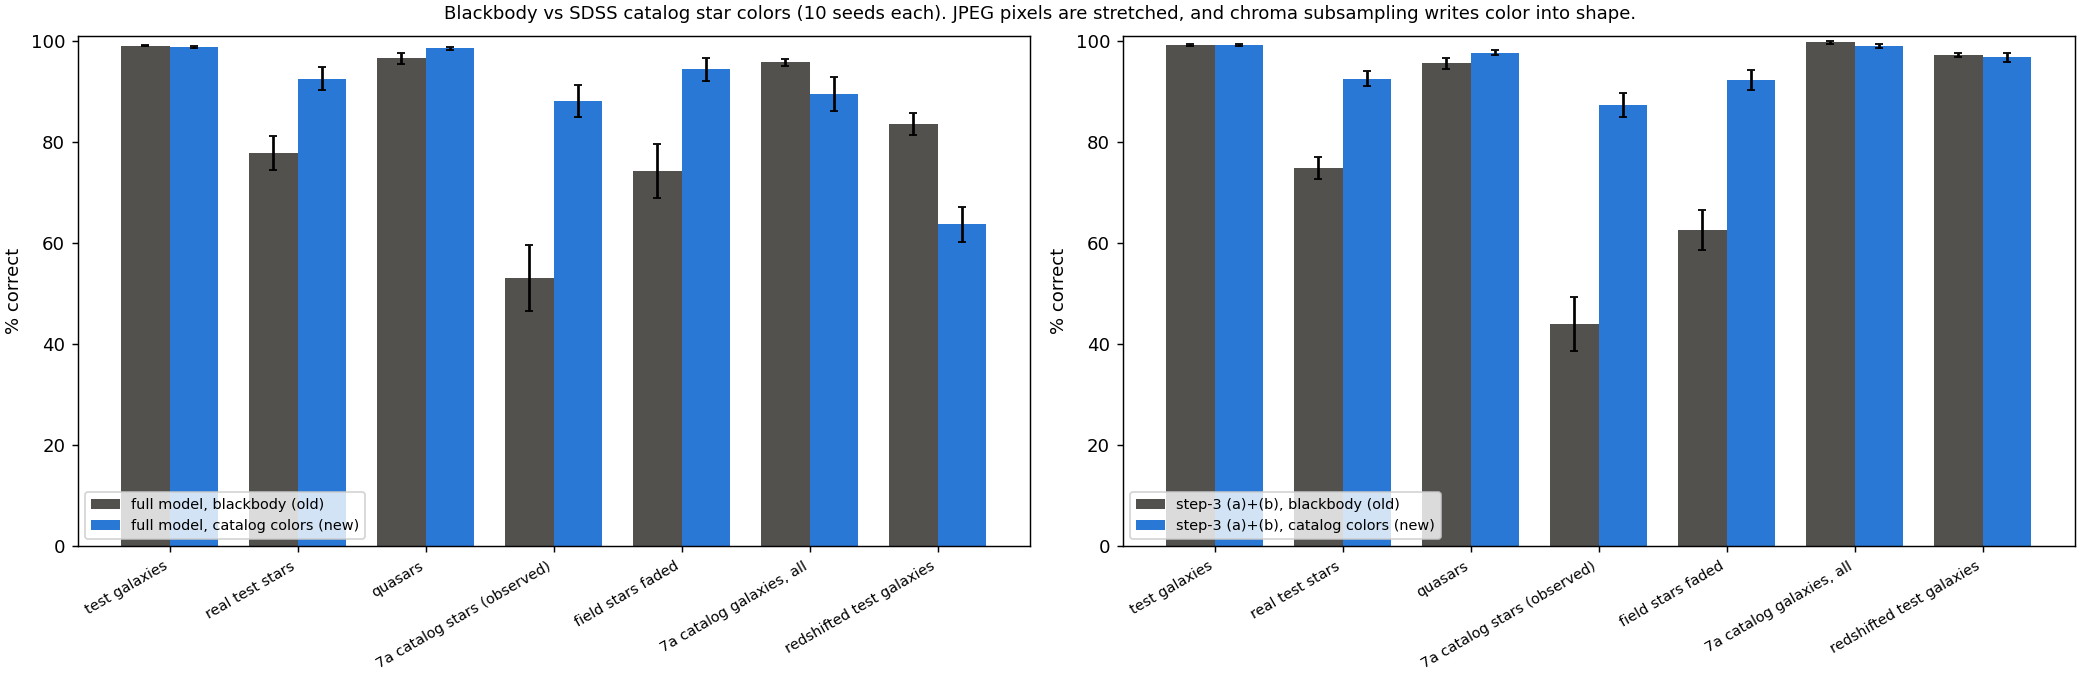 Blackbody vs SDSS catalog star colors (10 seeds each). JPEG pixels are stretched, and chroma subsampling writes color into shape.
% correct
100
80
60
40
20
0
full model, blackbody (old)
full model, catalog colors (new)
test galaxies
real test stars
quasars
7a catalog stars (observed)
field stars faded
7a catalog galaxies, all
redshifted test galaxies
% correct
100
80
60
40
20
0
step-3 (a)+(b), blackbody (old)
step-3 (a)+(b), catalog colors (new)
test galaxies
real test stars
quasars
7a catalog stars (observed)
field stars faded
7a catalog galaxies, all
redshifted test galaxies